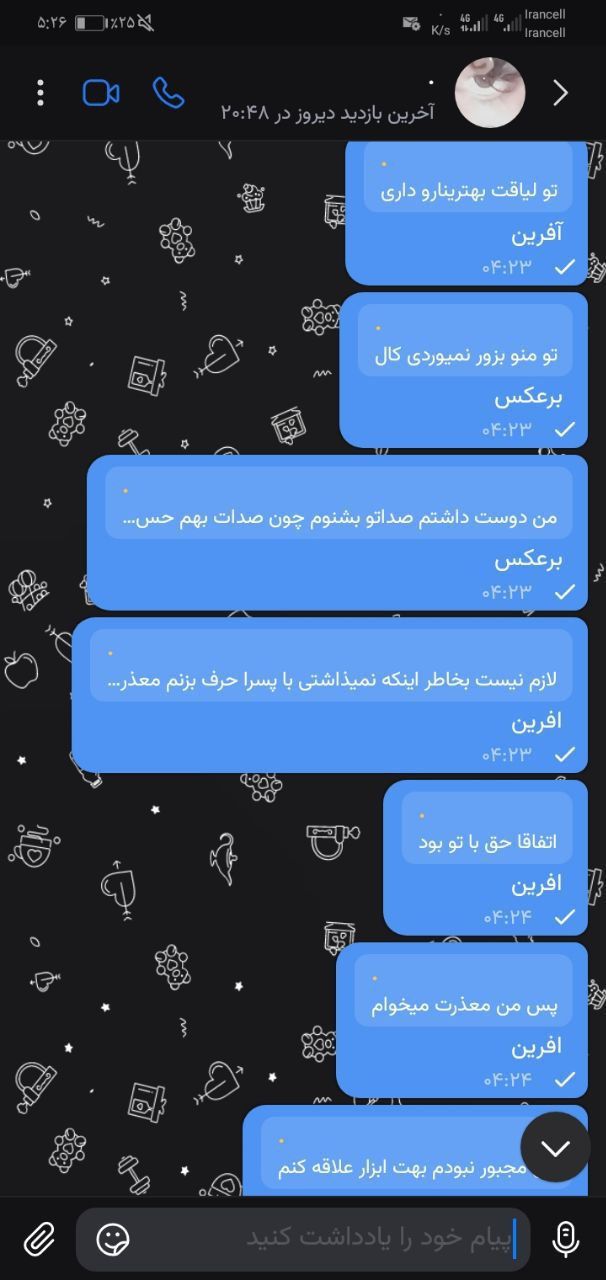 ۵:۲۶
٪۲۵
K/s
4G
4G
Irancell
Irancell
آخرین بازدید دیروز در ۲۰:۴۸
تو لیاقت بهترینارو داری
آفرین
۰۴:۲۳
تو منو بزور نمیوردی کال
برعکس
۰۴:۲۳
من دوست داشتم صداتو بشنوم چون صدات بهم حس...
برعکس
۰۴:۲۳
لازم نیست بخاطر اینکه نمیذاشتی با پسرا حرف بزنم معذر...
افرین
۰۴:۲۳
اتفاقا حق با تو بود
افرین
۰۴:۲۴
پس من معذرت میخوام
افرین
۰۴:۲۴
مجبور نبودم بهت ابزار علاقه کنم
پیام خود را یادداشت کنید